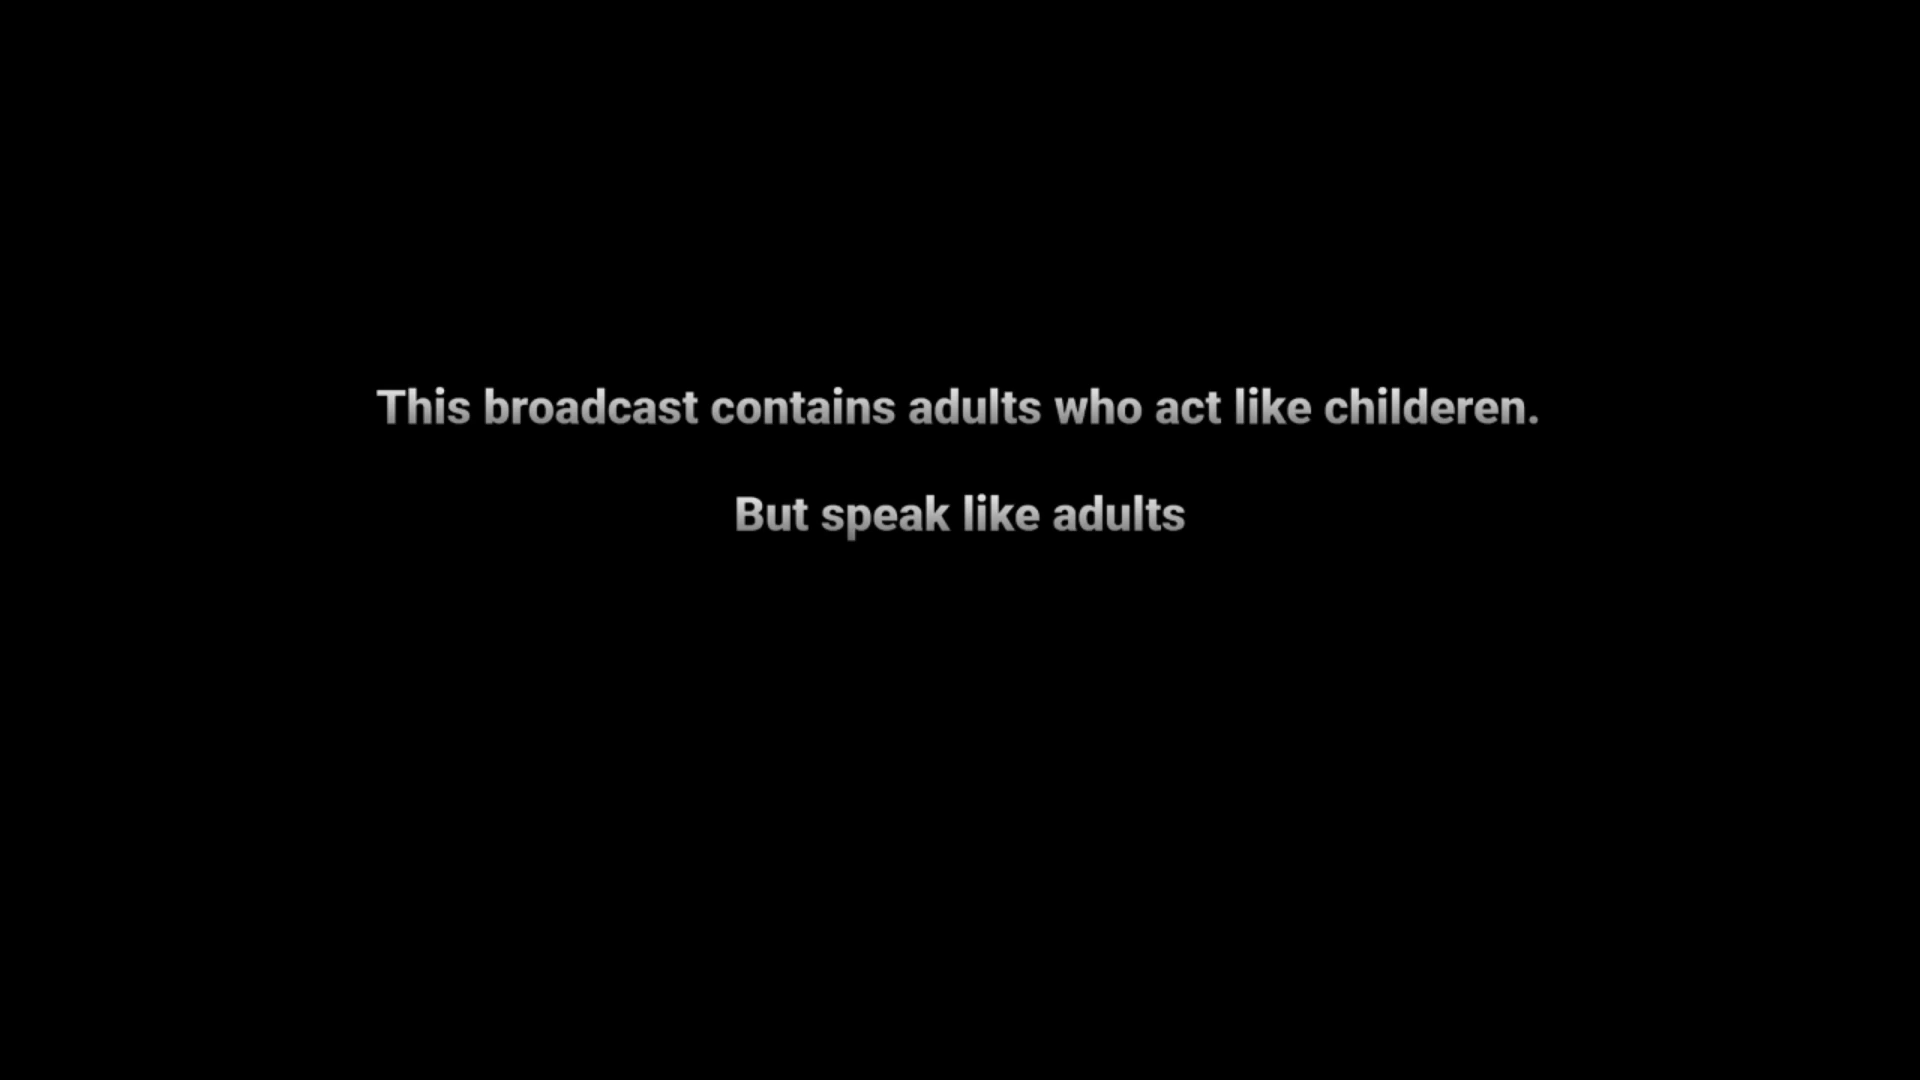 This broadcast contains adults who act like childeren.
But speak like adults